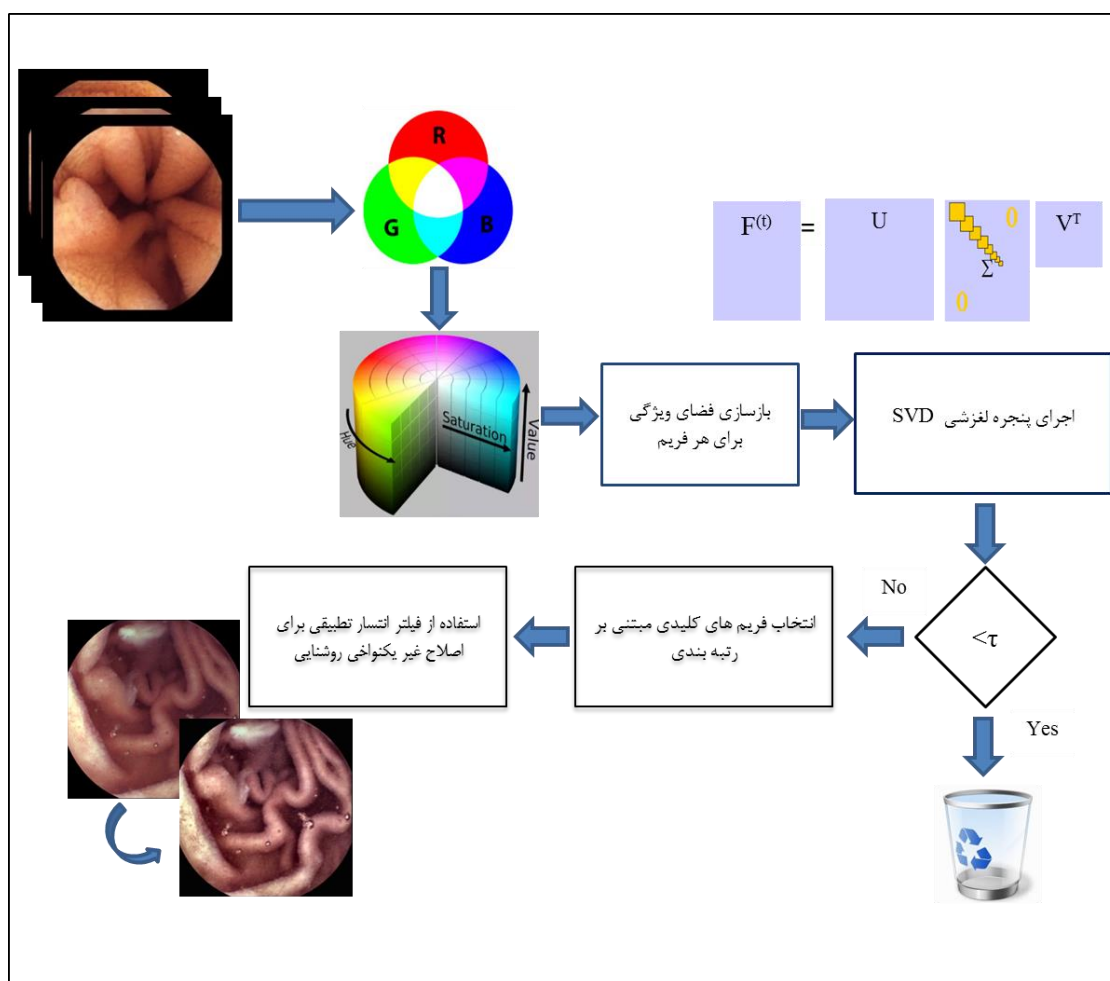 R
G
B
F(t)
=
U
0
Σ
0
Vᵀ
Hue
Saturation
Value
بازسازی فضای ویژگی
برای هر فریم
اجرای پنجره لغزشی SVD
<τ
No
Yes
انتخاب فریم های کلیدی مبتنی بر
رتبه بندی
استفاده از فیلتر انتسار تطبیقی برای
اصلاح غیر یکنواخی روشنایی